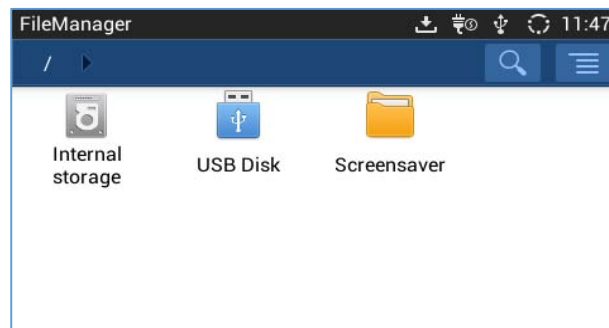 FileManager 11:47
/
Internal
storage
USB Disk
Screensaver